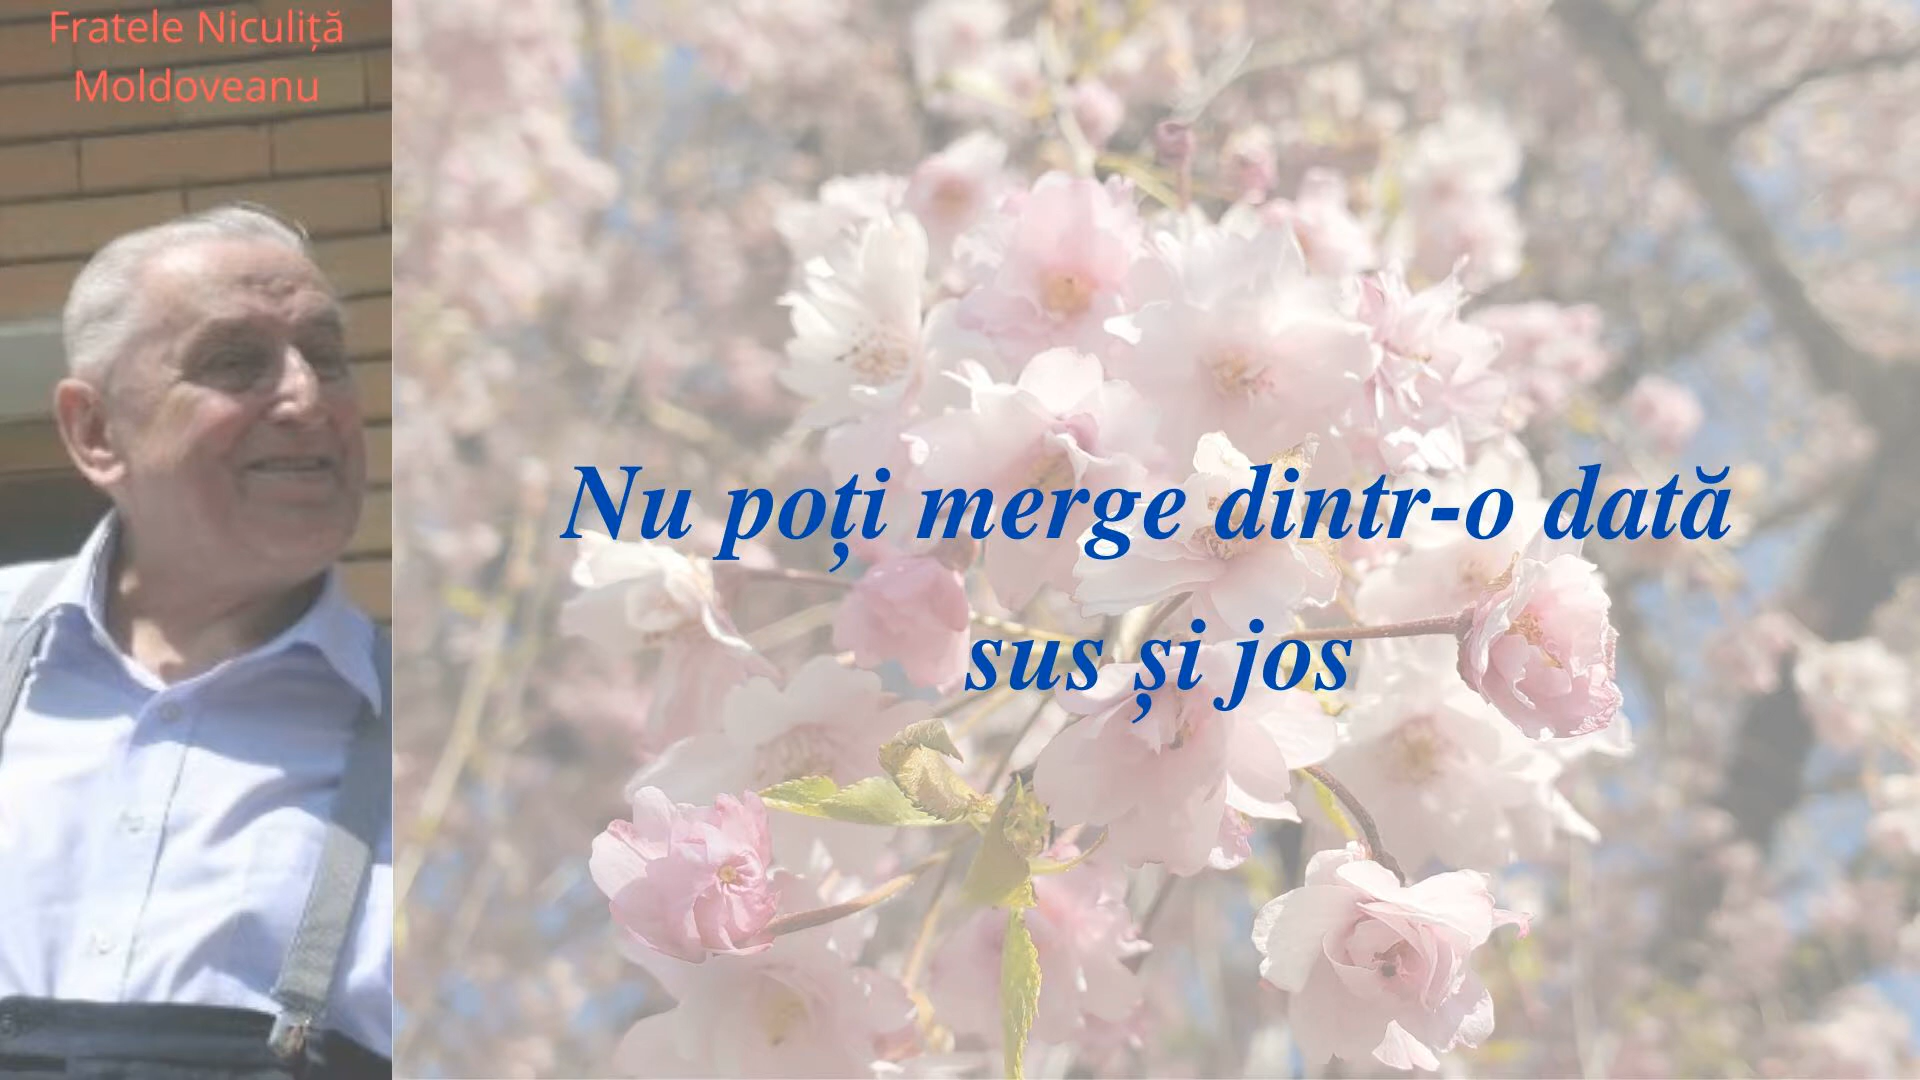 Fratele Niculiță
Moldoveanu
Nu poți merge dintr-o dată
sus și jos